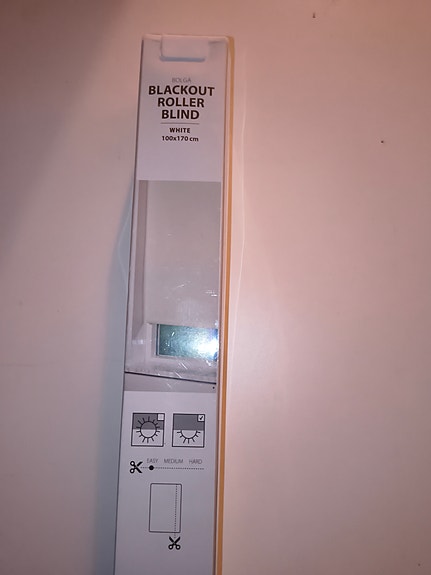 BOLGA
BLACKOUT
ROLLER
BLIND
WHITE
100x170 cm
EASY MEDIUM HARD